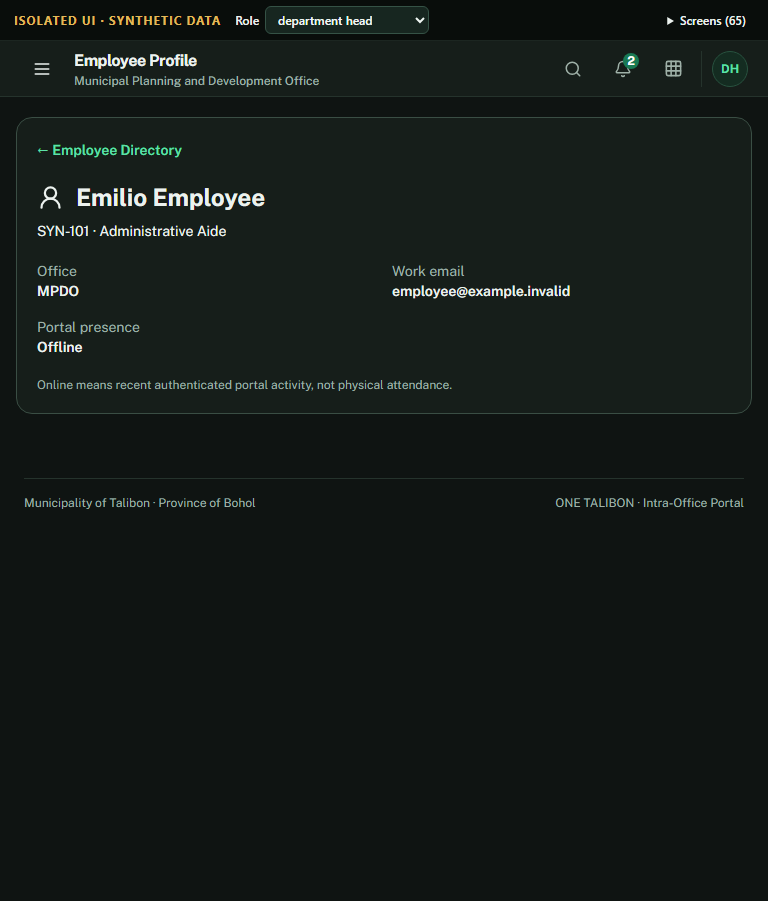 ISOLATED UI · SYNTHETIC DATA Role department head ▶ Screens (65)
Employee Profile
Municipal Planning and Development Office
2
DH
← Employee Directory
Emilio Employee
SYN-101 · Administrative Aide
Office
MPDO
Work email
employee@example.invalid
Portal presence
Offline
Online means recent authenticated portal activity, not physical attendance.
Municipality of Talibon · Province of Bohol
ONE TALIBON · Intra-Office Portal